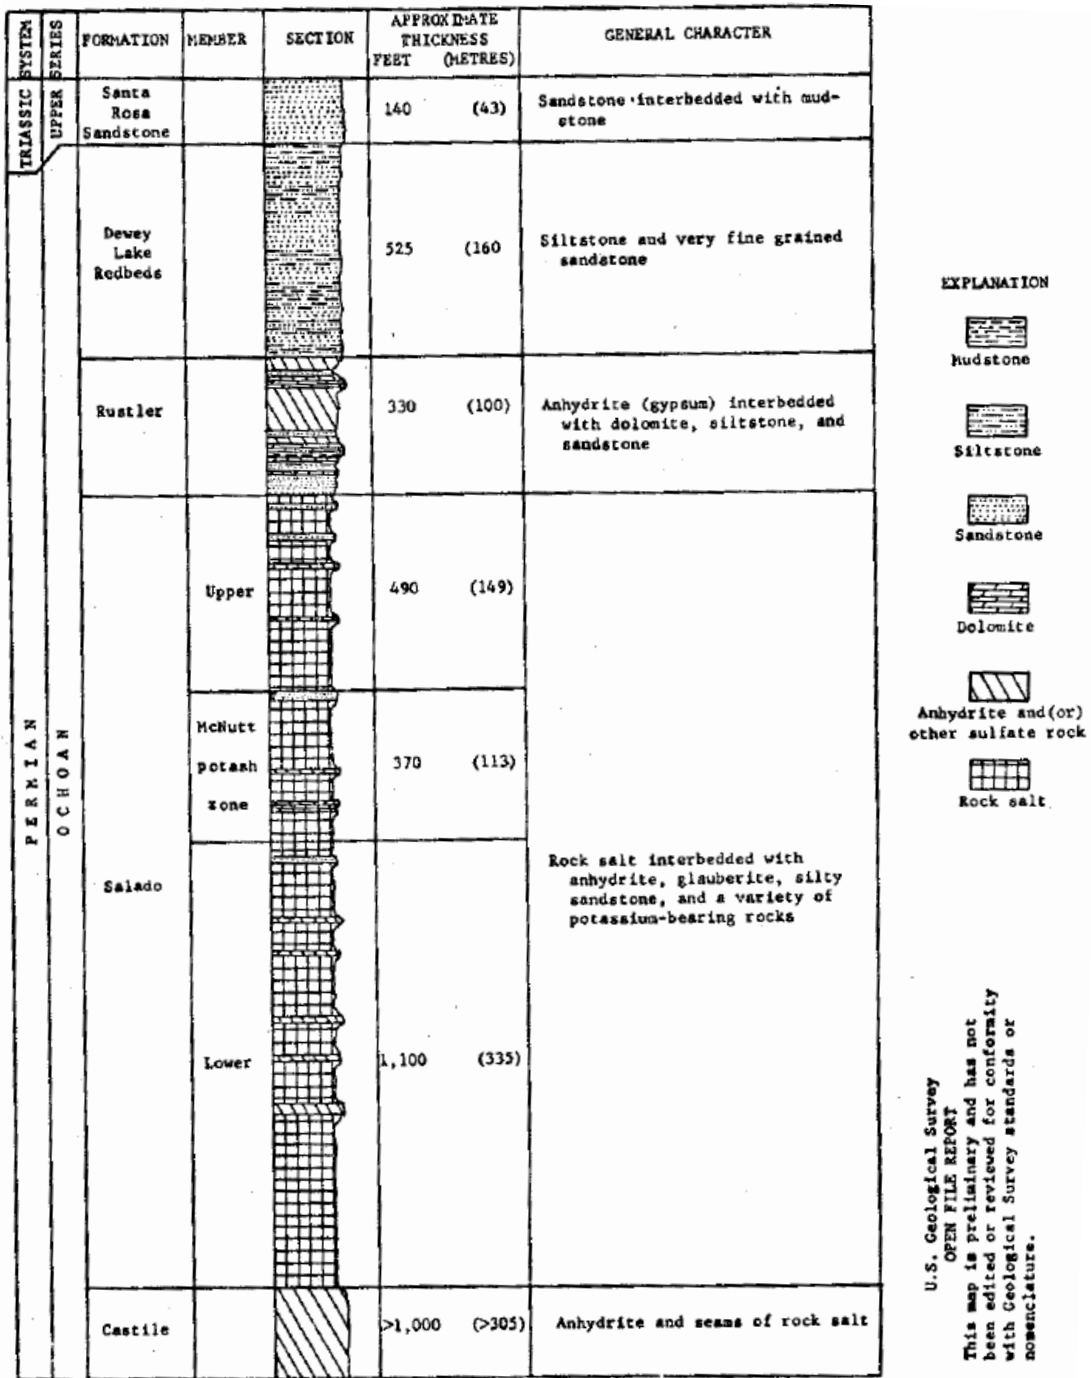 TRIASSIC SYSTEM
UPPER SERIES
FORMATION
MEMBER
SECTION
APPROXIMATE
THICKNESS
FEET (METRES)
GENERAL CHARACTER
Santa
Rosa
Sandstone
140 (43)
Sandstone interbedded with mud-
stone
Dewey
Lake
Redbeds
525 (160
Siltstone and very fine grained
sandstone
Rustler
330 (100)
Anhydrite (gypsum) interbedded
with dolomite, siltstone, and
sandstone
PERMIAN
OCHOAN
Salado
Upper
490 (149)
McNutt
potash
zone
370 (113)
Lower
1,100 (335)
Rock salt interbedded with
anhydrite, glauberite, silty
sandstone, and a variety of
potassium-bearing rocks
Castile
>1,000 (>305)
Anhydrite and seams of rock salt
EXPLANATION
Mudstone
Siltstone
Sandstone
Dolomite
Anhydrite and(or)
other sulfate rock
Rock salt
U.S. Geological Survey
OPEN FILE REPORT
This map is preliminary and has not
been edited or reviewed for conformity
with Geological Survey standards or
nomenclature.